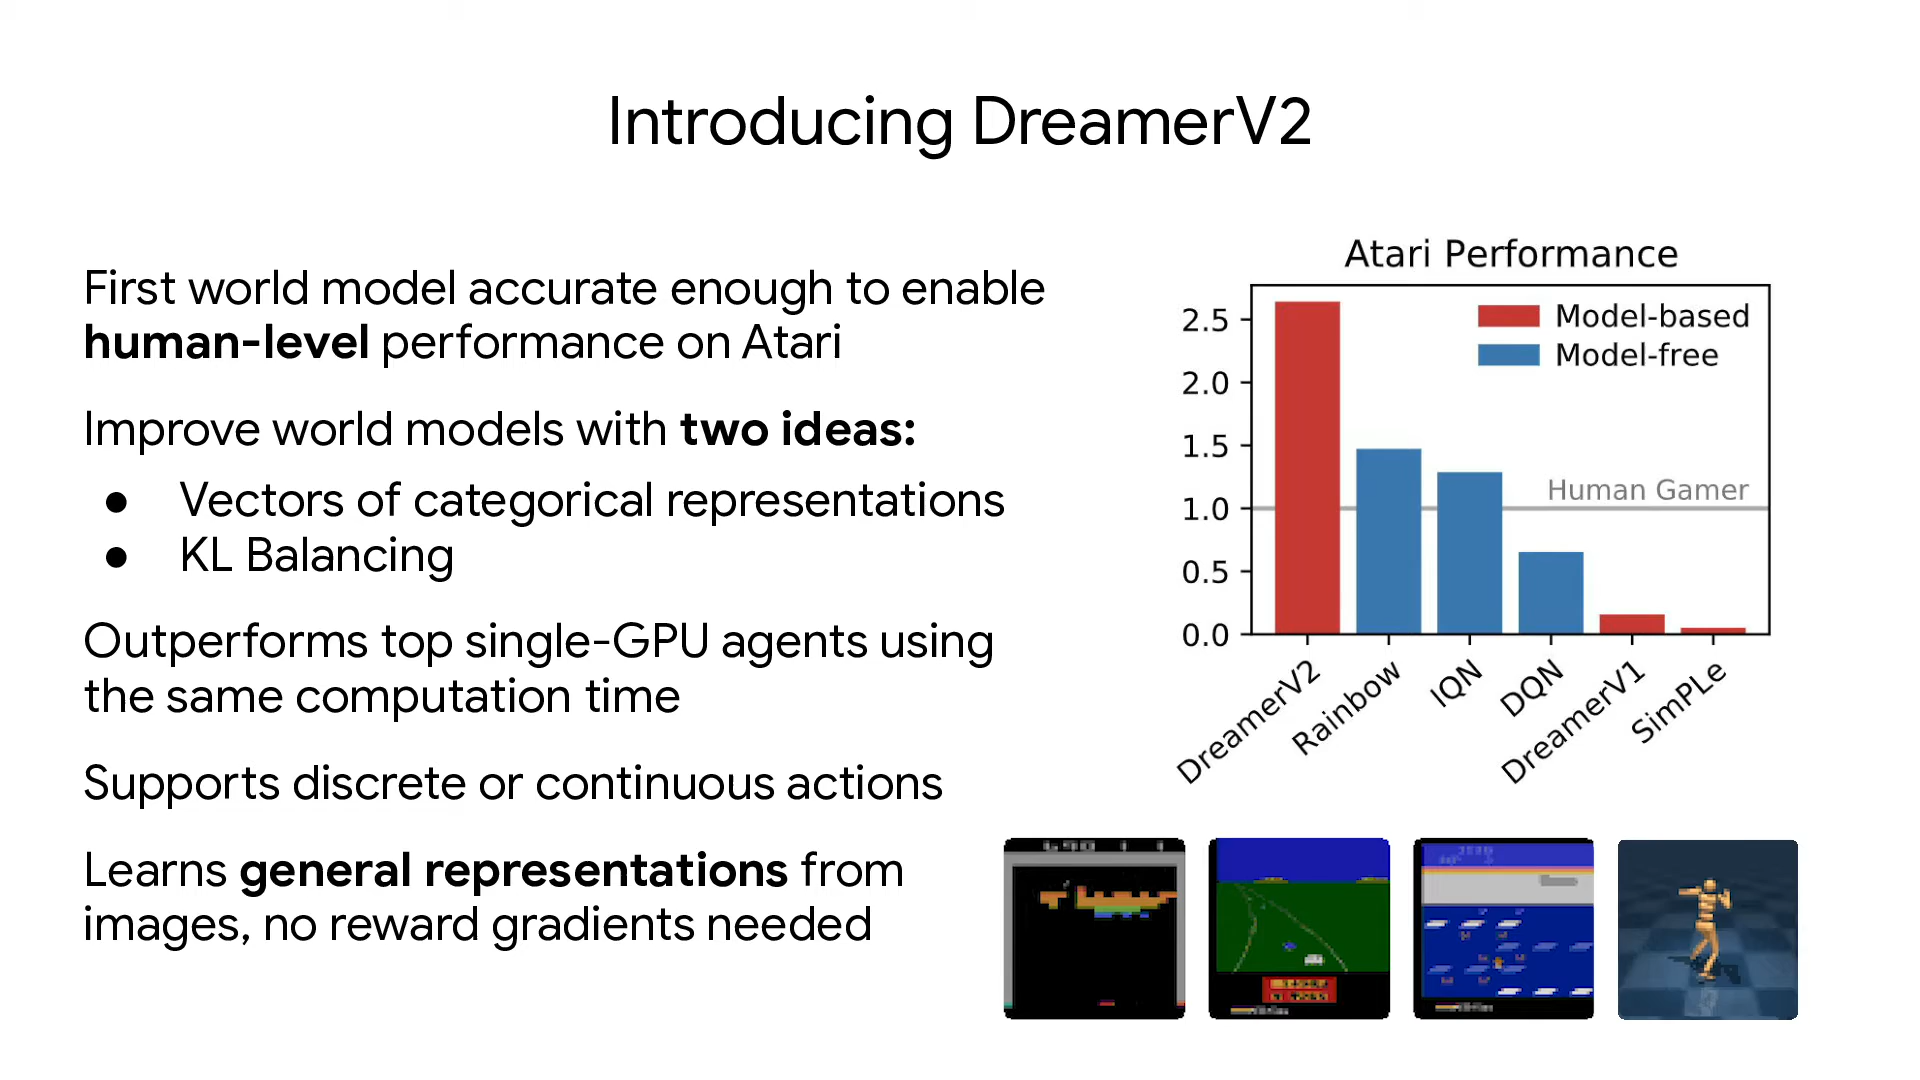 Introducing DreamerV2
First world model accurate enough to enable
human-level performance on Atari
Improve world models with two ideas:
● Vectors of categorical representations
● KL Balancing
Outperforms top single-GPU agents using
the same computation time
Supports discrete or continuous actions
Learns general representations from
images, no reward gradients needed
Atari Performance
Model-based
Model-free
2.5
2.0
1.5
1.0
0.5
0.0
Human Gamer
DreamerV2
Rainbow
IQN
DQN
DreamerV1
SimPLe